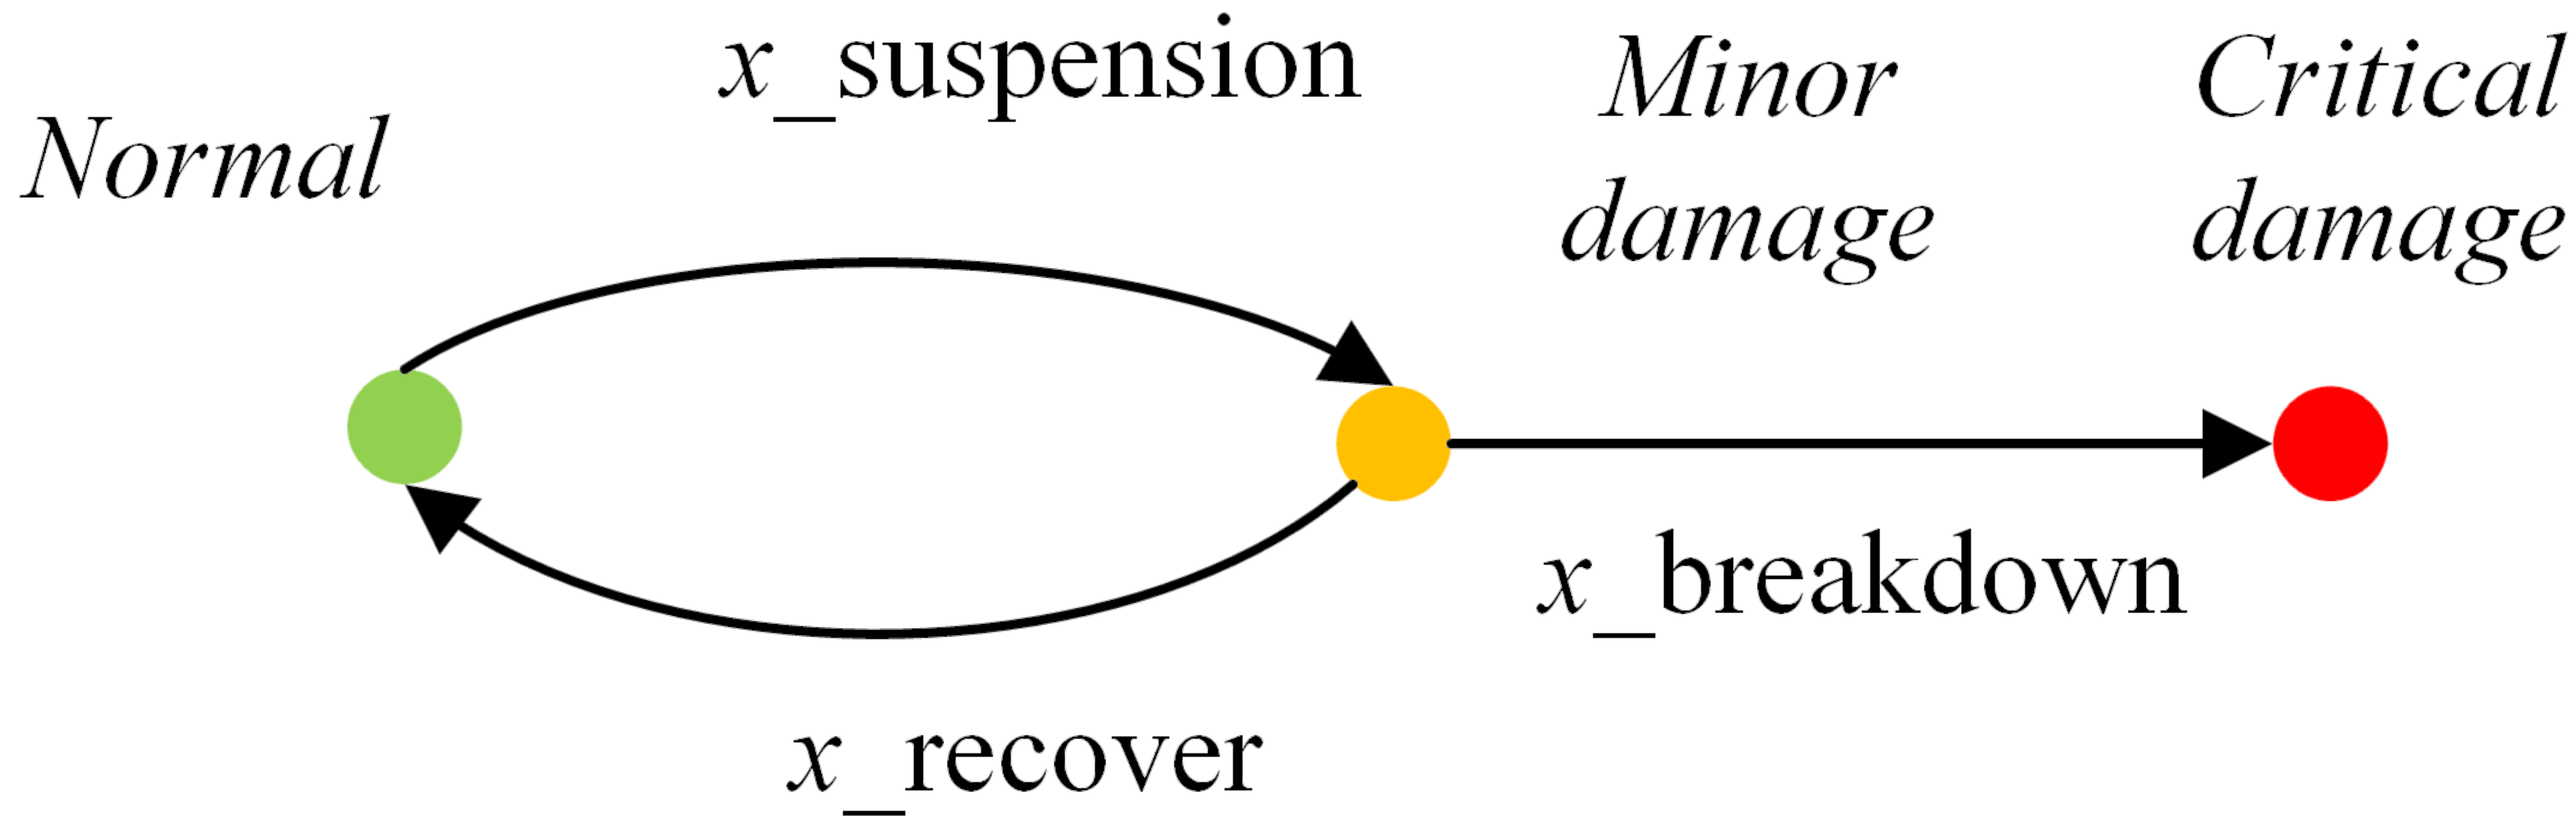 x_suspension
Minor
damage
Critical
damage
Normal
x_breakdown
x_recover